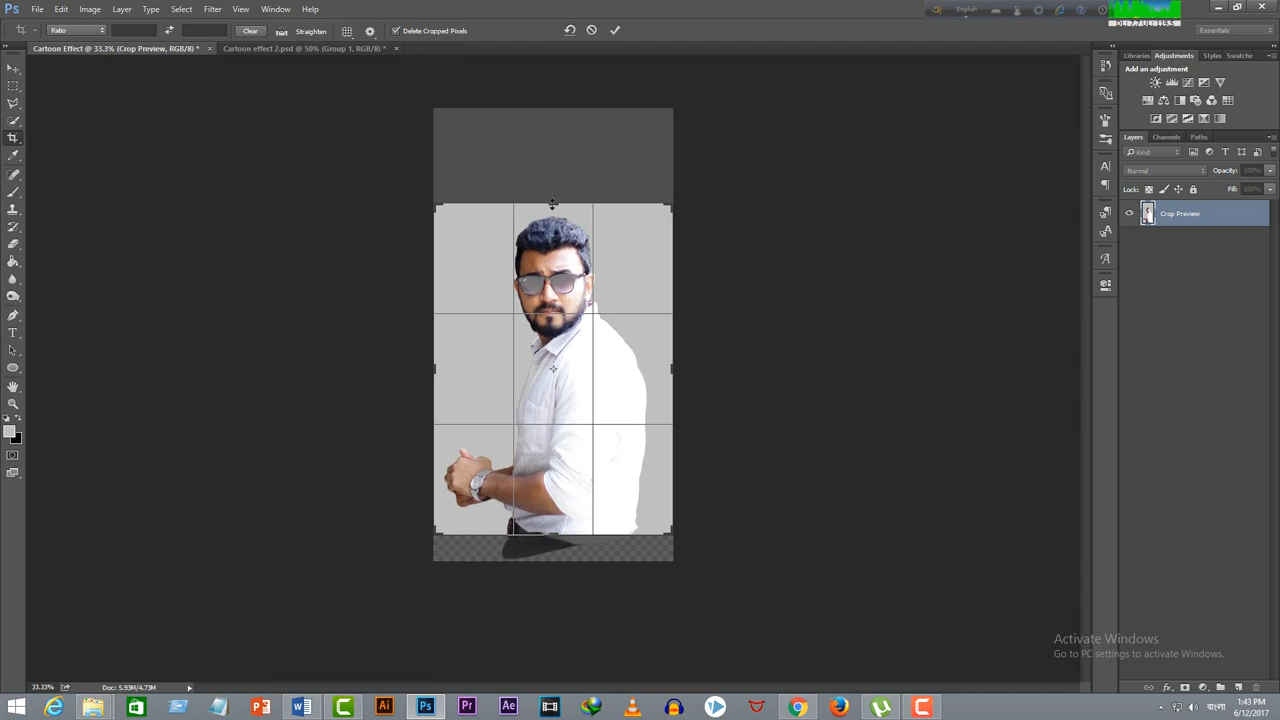 Ps File Edit Image Layer Type Select Filter View Window Help
English
Ratio Clear Straighten Delete Cropped Pixels
Essentials
Cartoon Effect @ 33.3% (Crop Preview, RGB/8) * × Cartoon effect 2.psd @ 50% (Group 1, RGB/8) * ×
Libraries Adjustments Styles Swatche
Add an adjustment
Layers Channels Paths
Kind
Normal Opacity: 100%
Lock: Fill: 100%
Crop Preview
Activate Windows
Go to PC settings to activate Windows.
33.33% Doc: 5.93M/4.73M
বাংলা
1:43 PM
6/12/2017